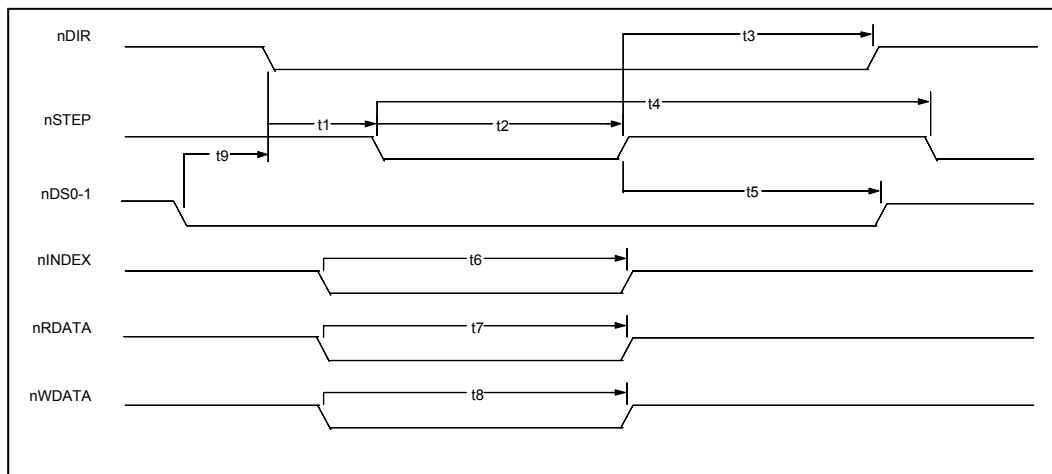 nDIR
t3
t4
nSTEP
t1
t2
t9
nDS0-1
t5
nINDEX
t6
nRDATA
t7
nWDATA
t8